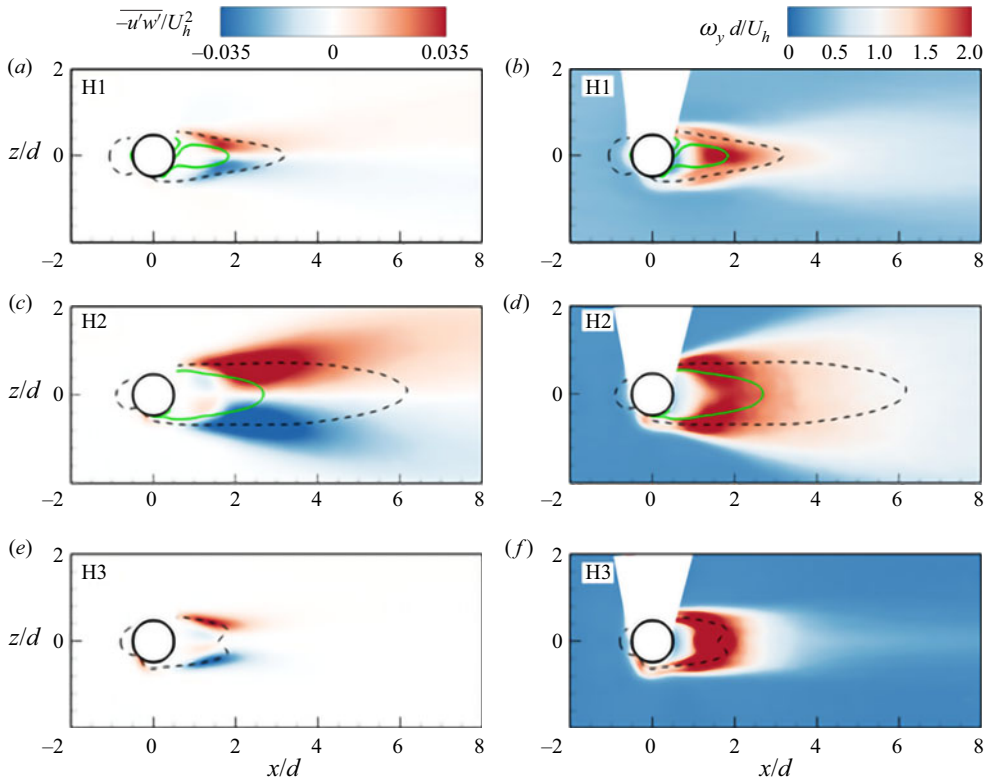 –u′w′/U_h^2
ω_y d/U_h
–0.035 0 0.035
0 0.5 1.0 1.5 2.0
(a)
(b)
2
H1
z/d 0
–2 0 2 4 6 8
2
H1
0
–2 0 2 4 6 8
(c)
(d)
2
H2
z/d 0
–2 0 2 4 6 8
2
H2
0
–2 0 2 4 6 8
(e)
(f)
2
H3
z/d 0
–2 0 2 4 6 8
x/d
2
H3
0
–2 0 2 4 6 8
x/d